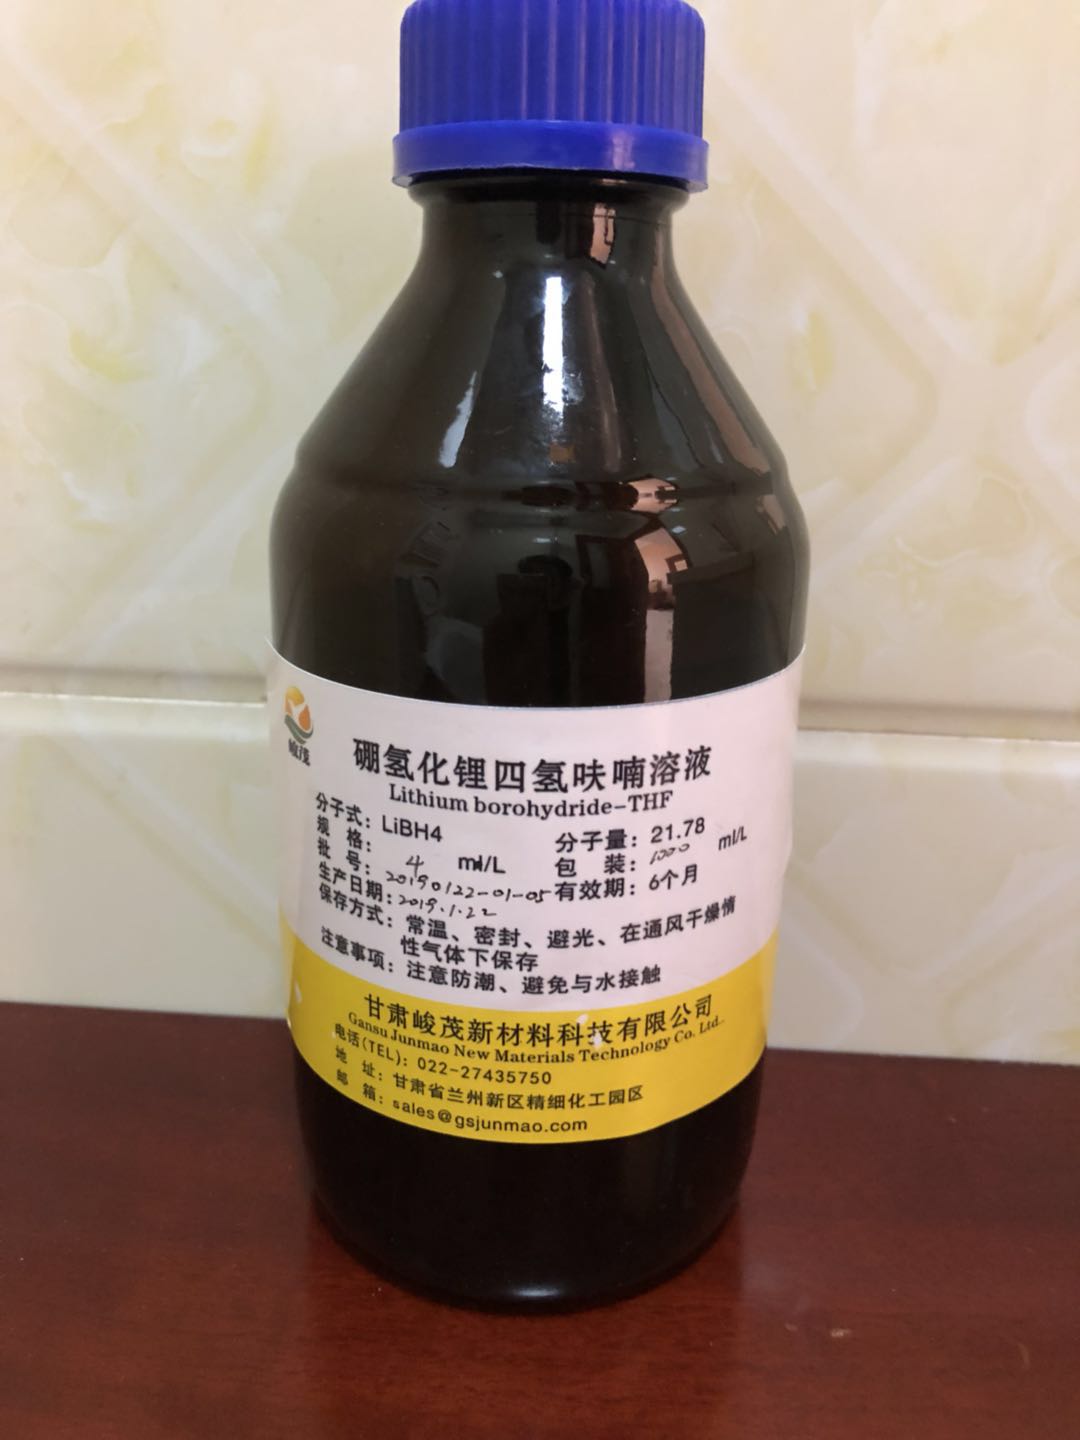 峻茂
硼氢化锂四氢呋喃溶液
Lithium borohydride-THF
分子式：LiBH4 分子量：21.78
规 格： 4 ml/L 包 装：1000 ml/L
批 号：20190122-01-05 有效期：6个月
生产日期：2019.1.22
保存方式：常温、密封、避光、在通风干燥惰
性气体下保存
注意事项：注意防潮、避免与水接触
甘肃峻茂新材料科技有限公司
Gansu Junmao New Materials Technology Co. Ltd..
电话(TEL)：022-27435750
地 址：甘肃省兰州新区精细化工园区
邮 箱：sales@gsjunmao.com